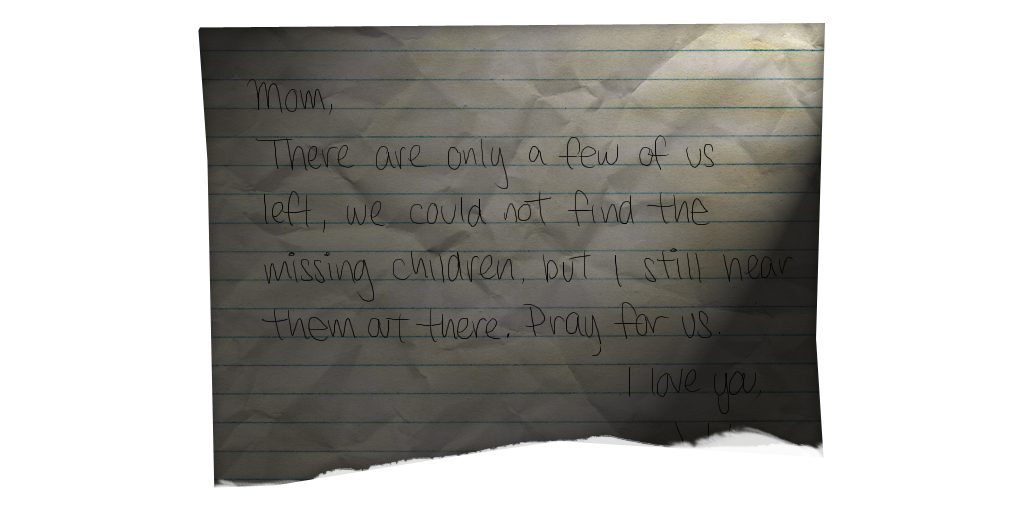 Mom,
There are only a few of us
left, we could not find the
missing children, but I still hear
them out there. Pray for us.
I love you,